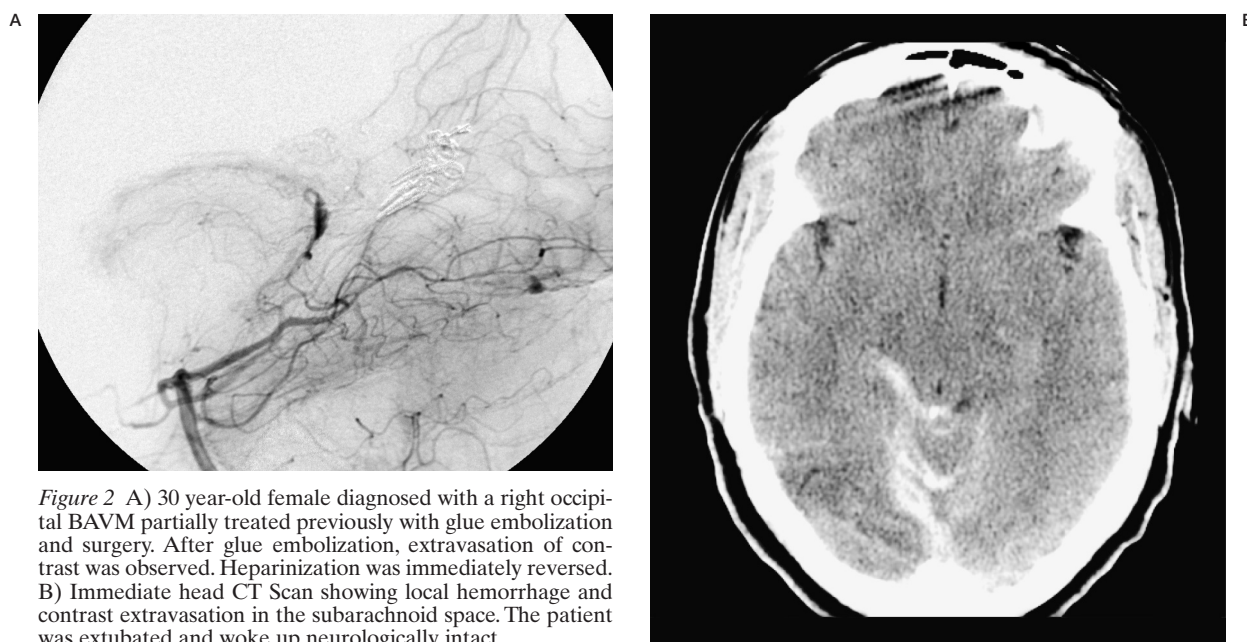 A
B
Figure 2 A) 30 year-old female diagnosed with a right occipi-
tal BAVM partially treated previously with glue embolization
and surgery. After glue embolization, extravasation of con-
trast was observed. Heparinization was immediately reversed.
B) Immediate head CT Scan showing local hemorrhage and
contrast extravasation in the subarachnoid space. The patient
was extubated and woke up neurologically intact.